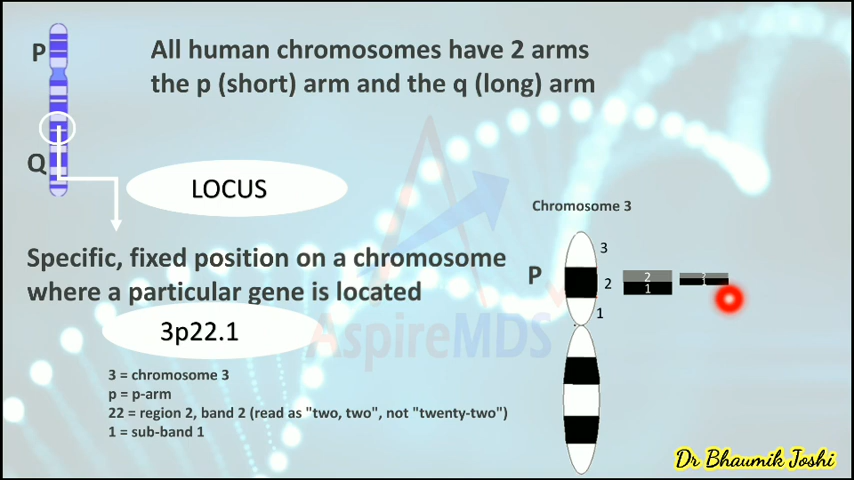 P
All human chromosomes have 2 arms
the p (short) arm and the q (long) arm
Q
LOCUS
Specific, fixed position on a chromosome
where a particular gene is located
3p22.1
3 = chromosome 3
p = p-arm
22 = region 2, band 2 (read as "two, two", not "twenty-two")
1 = sub-band 1
Chromosome 3
P
3
2
1
2
1
AspireMDS
Dr Bhaumik Joshi